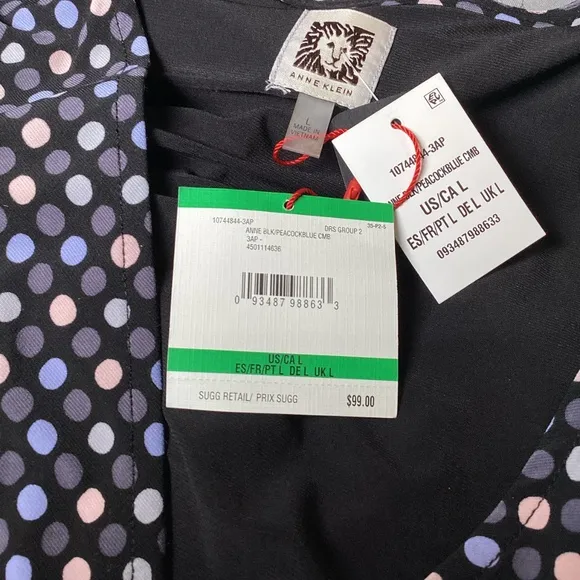 ANNE KLEIN
L
MADE IN
VIETNAM
10744844-3AP
ANNE BLK/PEACOCKBLUE CMB
US/CA L
ES/FR/PT L DE L UK L
093487988633
10744844-3AP DRS GROUP 2
ANNE BLK/PEACOCKBLUE CMB
3AP -
4501114636
0 93487 98863 3
US/CA L
ES/FR/PT L DE L UK L
SUGG RETAIL/ PRIX SUGG $99.00